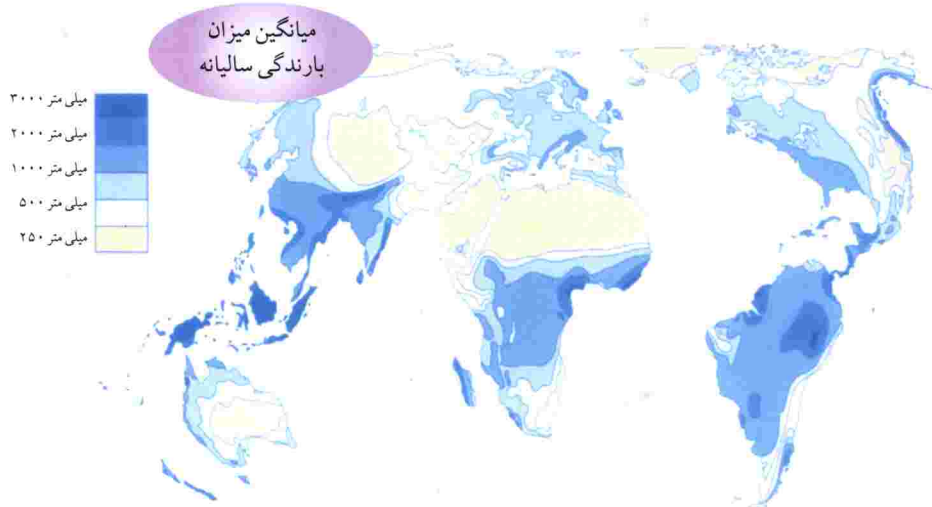 میانگین میزان
بارندگی سالیانه
۳۰۰۰ میلی متر
۲۰۰۰ میلی متر
۱۰۰۰ میلی متر
۵۰۰ میلی متر
۲۵۰ میلی متر